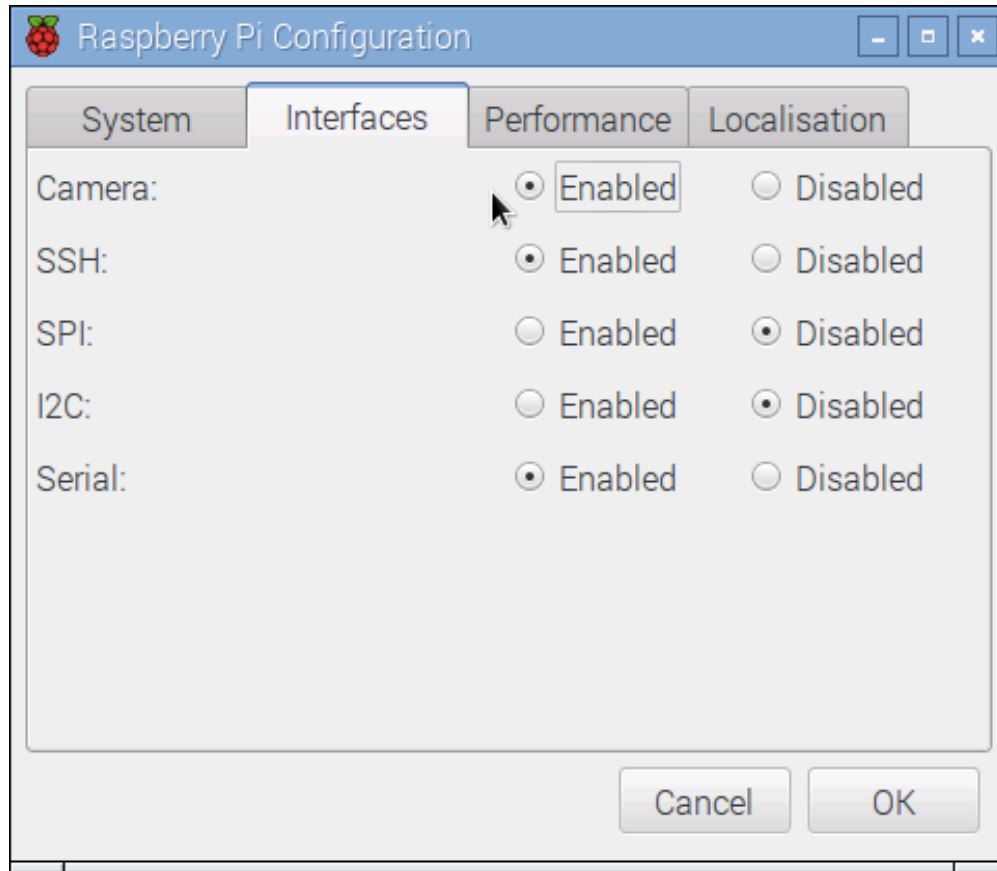 Raspberry Pi Configuration
System Interfaces Performance Localisation
Camera: Enabled Disabled
SSH: Enabled Disabled
SPI: Enabled Disabled
I2C: Enabled Disabled
Serial: Enabled Disabled
Cancel OK